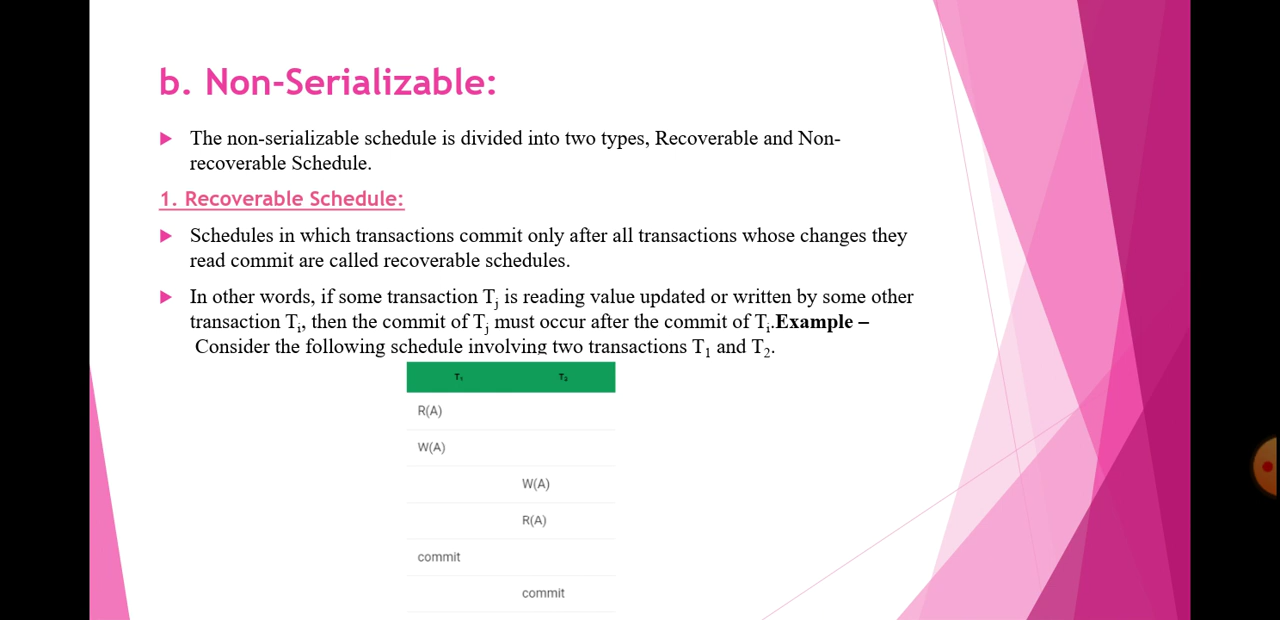 b. Non-Serializable:
The non-serializable schedule is divided into two types, Recoverable and Non-
recoverable Schedule.
1. Recoverable Schedule:
Schedules in which transactions commit only after all transactions whose changes they
read commit are called recoverable schedules.
In other words, if some transaction Tj is reading value updated or written by some other
transaction Ti, then the commit of Tj must occur after the commit of Ti.Example –
Consider the following schedule involving two transactions T1 and T2.
T1 T2
R(A)
W(A)
W(A)
R(A)
commit
commit